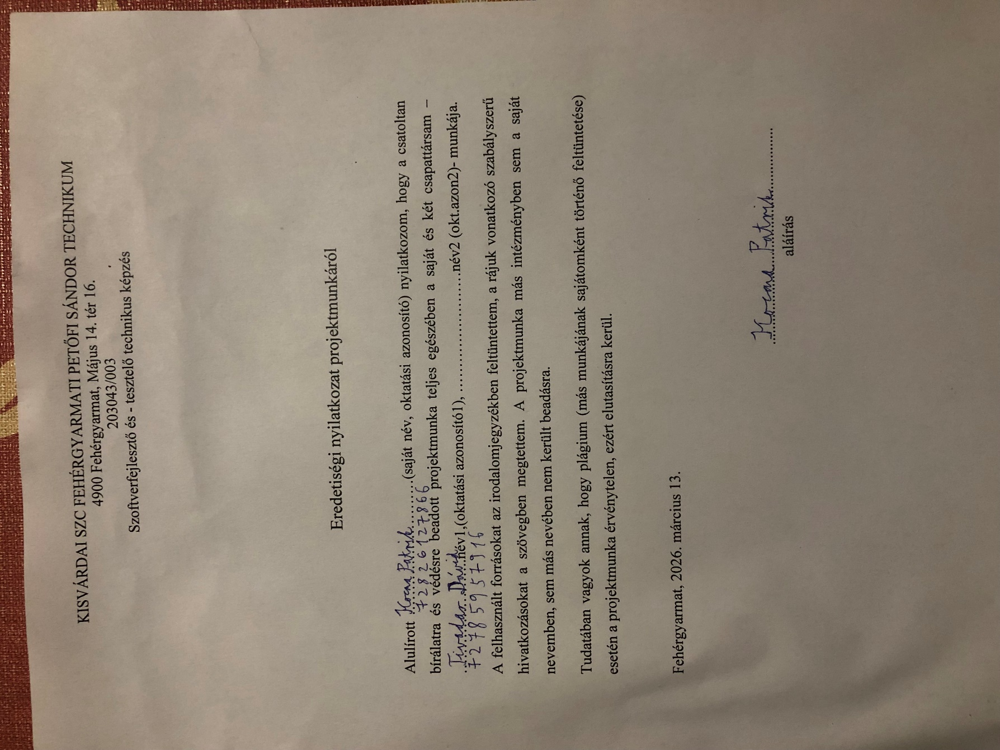 KISVÁRDAI SZC FEHÉRGYARMATI PETŐFI SÁNDOR TECHNIKUM
4900 Fehérgyarmat, Május 14. tér 16.
203043/003
Szoftverfejlesztő és - tesztelő technikus képzés
Eredetiségi nyilatkozat projektmunkáról
Alulírott Kocna Patrik..........(saját név, oktatási azonosító) nyilatkozom, hogy a csatoltan
72826127866
bírálatra és védésre beadott projektmunka teljes egészében a saját és két csapattársam –
Tivadar Dávid név1,(oktatási azonosító1), ..............................név2 (okt.azon2)- munkája.
72785957916
A felhasznált forrásokat az irodalomjegyzékben feltüntettem, a rájuk vonatkozó szabályszerű
hivatkozásokat a szövegben megtettem. A projektmunka más intézményben sem a saját
nevemben, sem más nevében nem került beadásra.
Tudatában vagyok annak, hogy plágium (más munkájának sajátomként történő feltüntetése)
esetén a projektmunka érvénytelen, ezért elutasításra kerül.
Fehérgyarmat, 2026. március 13.
Kocna Patrik
aláírás